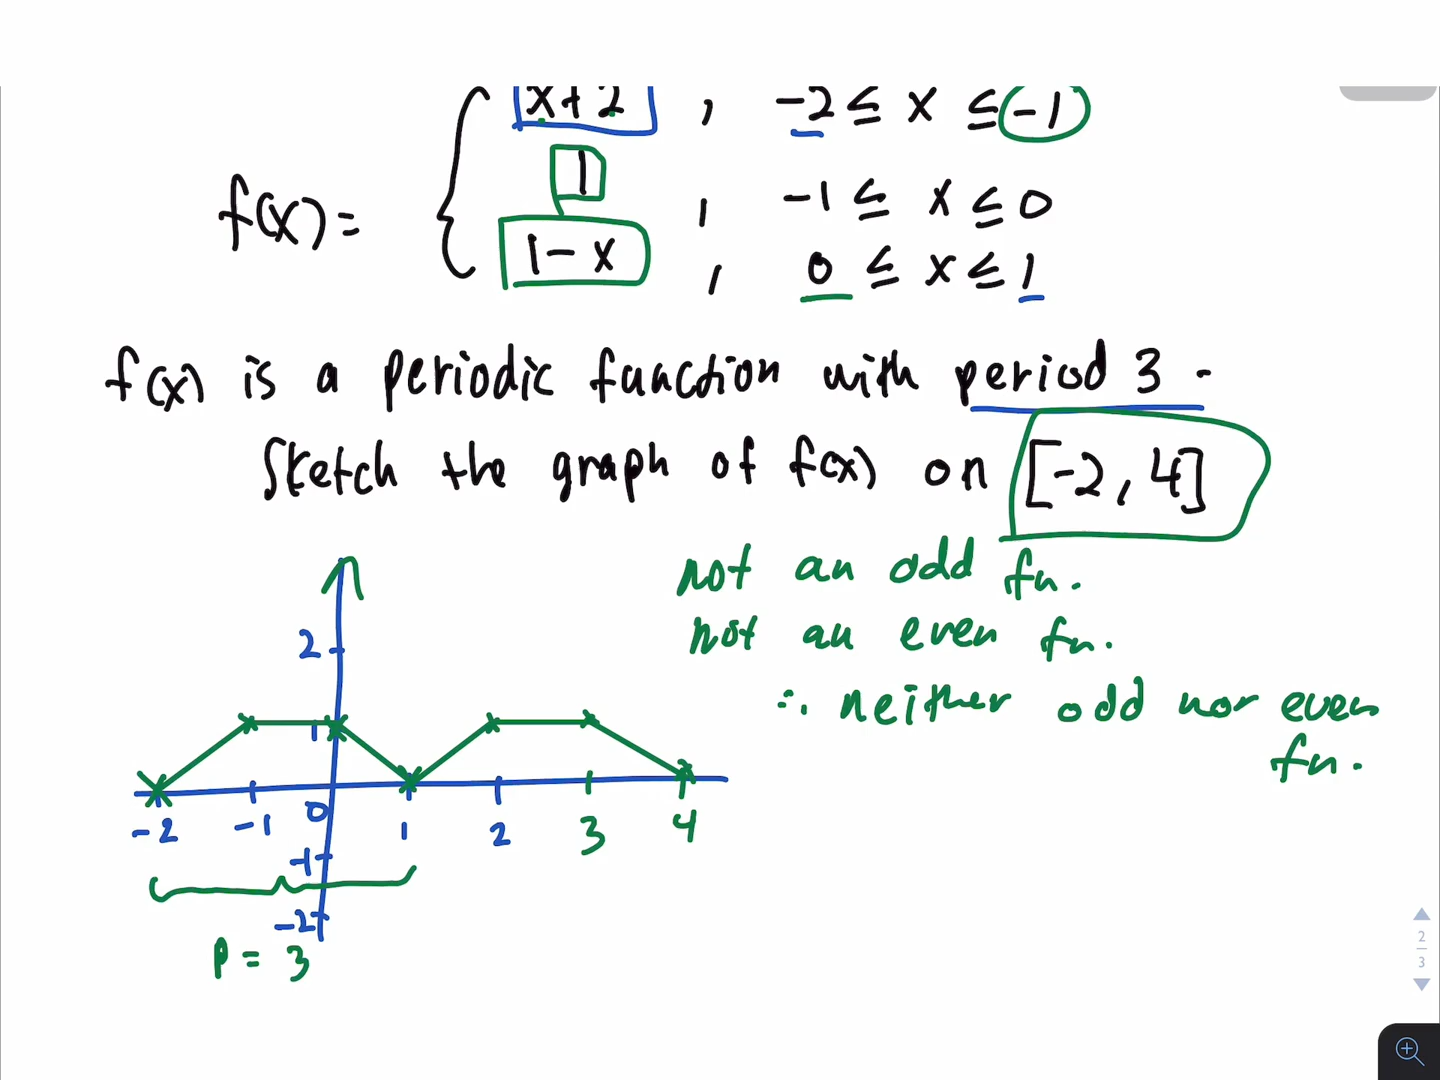 x+2 , -2 ≤ x ≤ -1
f(x) = { 1 , -1 ≤ x ≤ 0
1-x , 0 ≤ x ≤ 1
f(x) is a periodic function with period 3.
Sketch the graph of f(x) on [-2, 4]
not an odd fn.
not an even fn.
∴ neither odd nor even
fn.
2
1
0
-2 -1 1 2 3 4
-1
-2
P = 3
2
3